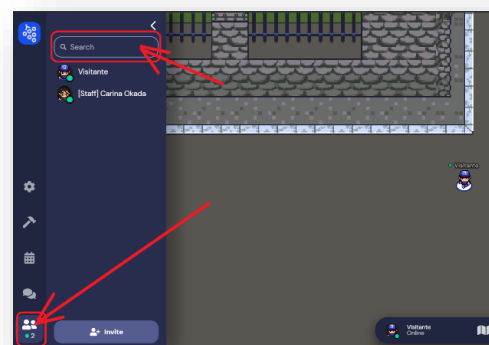 Search
Visitante
[Staff] Carina Okada
Visitante
2
Invite
Visitante
Online